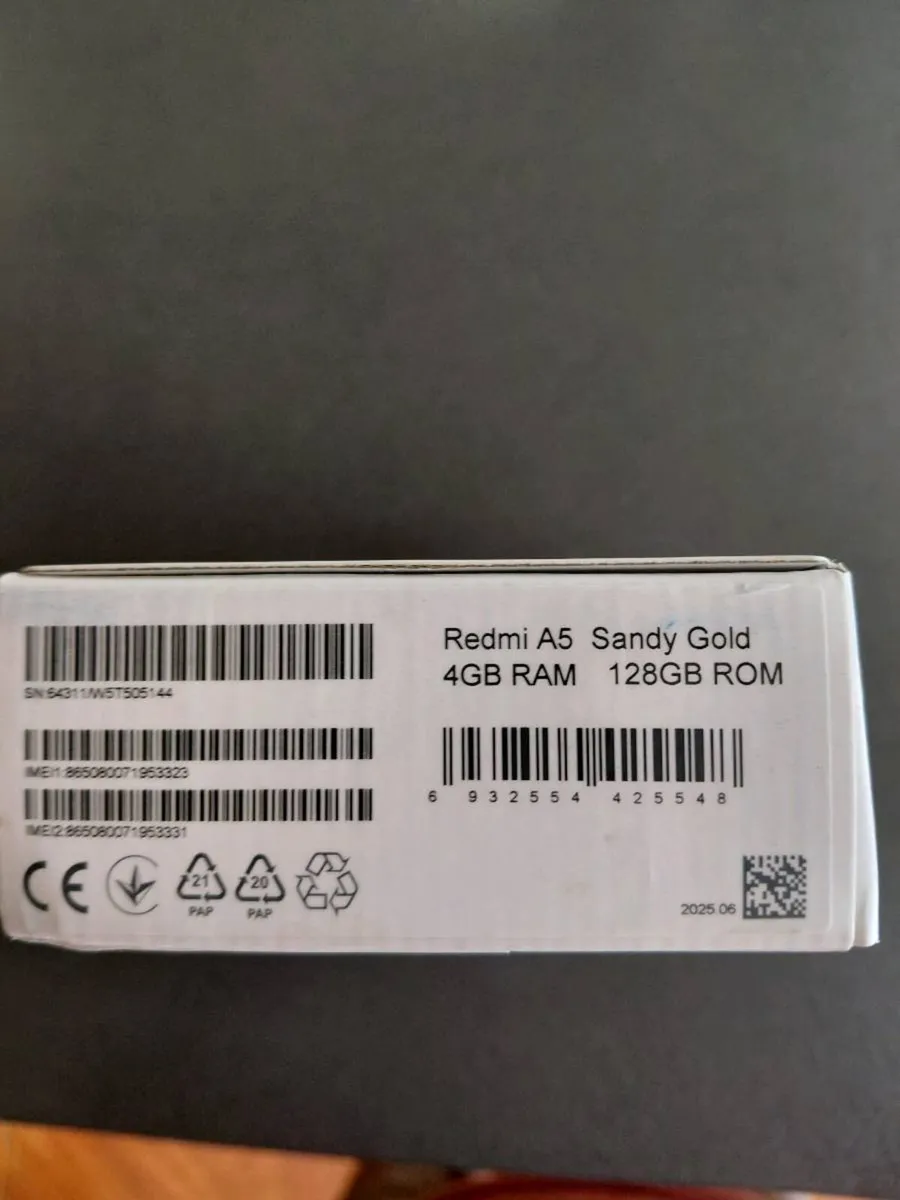 SN:64311/W5T505144
IMEI1:865080071953323
IMEI2:865080071953331
CE
21
PAP
20
PAP
Redmi A5 Sandy Gold
4GB RAM 128GB ROM
6 932554 425548
2025.06